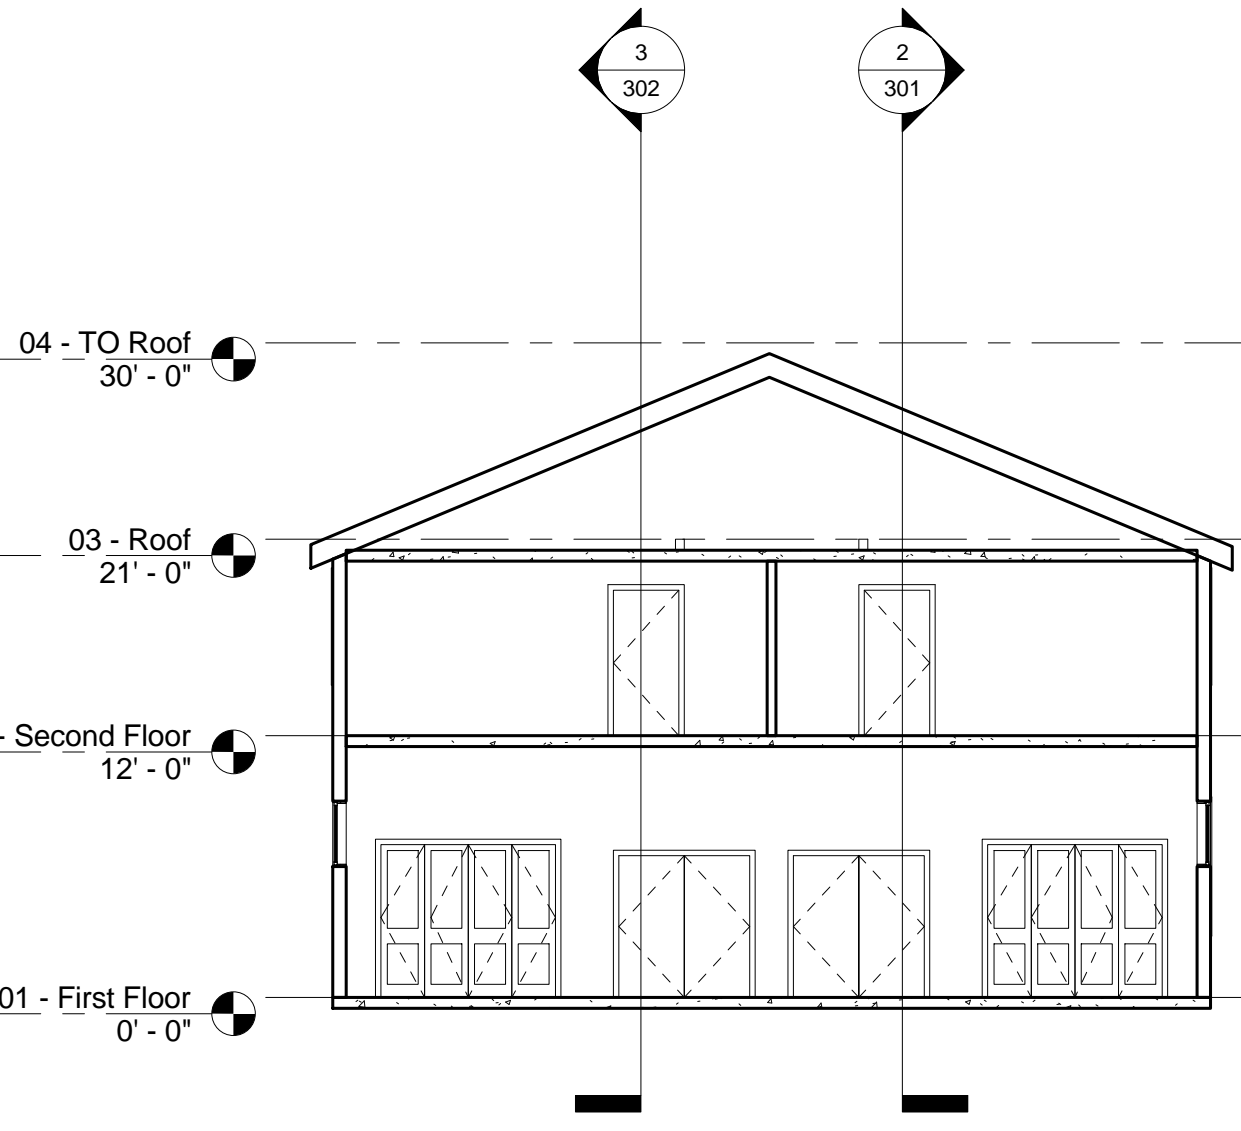 3
302
2
301
04 - TO Roof
30' - 0"
03 - Roof
21' - 0"
- Second Floor
12' - 0"
01 - First Floor
0' - 0"